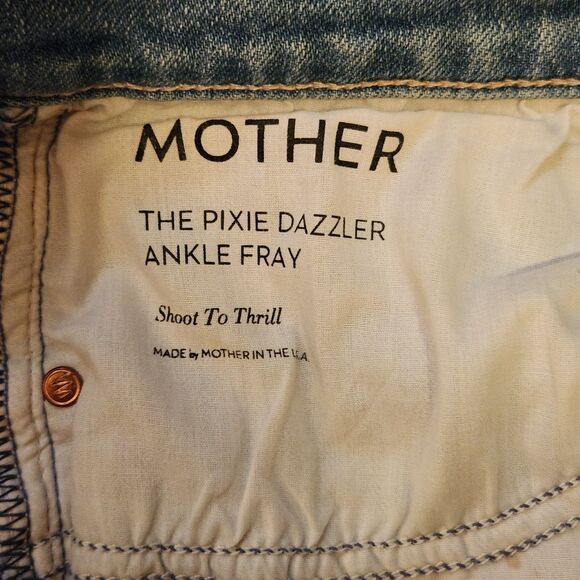 MOTHER
THE PIXIE DAZZLER
ANKLE FRAY
Shoot To Thrill
MADE by MOTHER IN THE U.S.A.